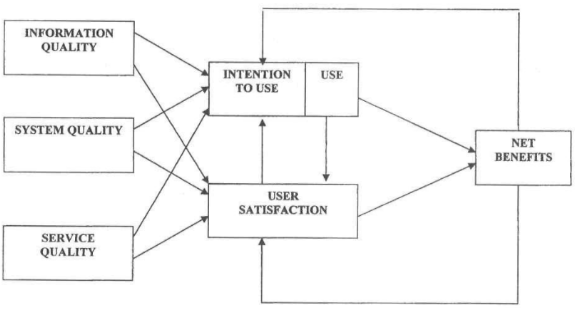 INFORMATION
QUALITY
INTENTION
TO USE
USE
SYSTEM QUALITY
NET
BENEFITS
USER
SATISFACTION
SERVICE
QUALITY